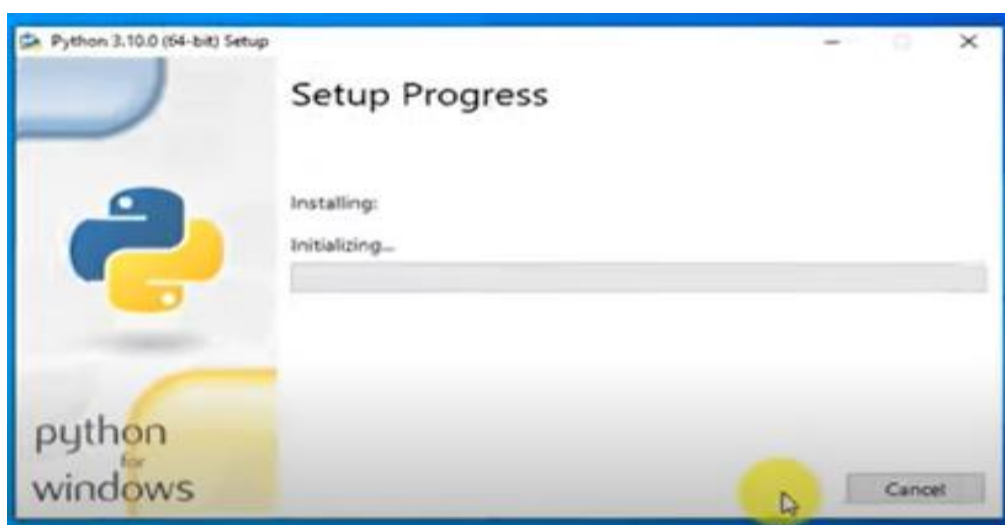 Python 3.10.0 (64-bit) Setup
Setup Progress
Installing:
Initializing...
python
for
windows
Cancel